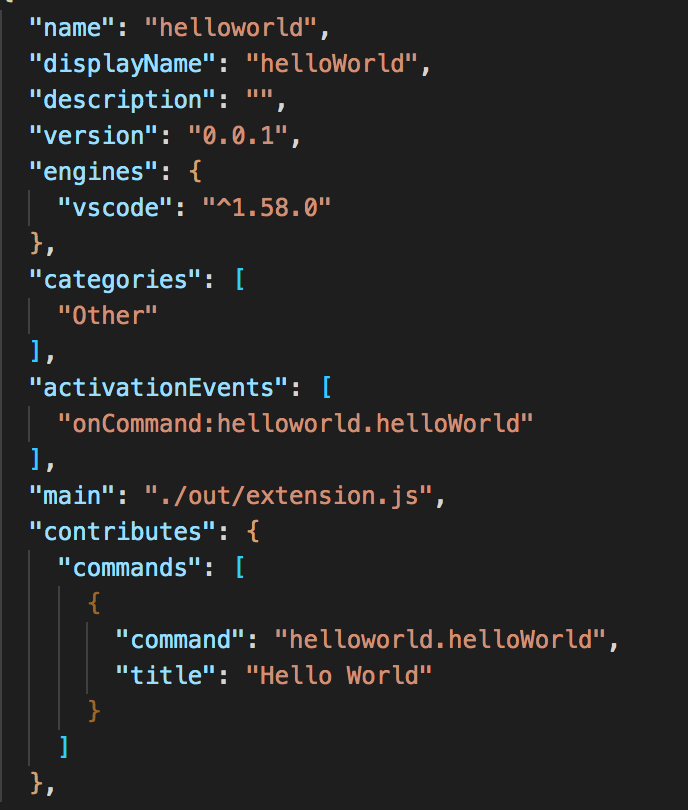 {
"name": "helloworld",
"displayName": "helloWorld",
"description": "",
"version": "0.0.1",
"engines": {
"vscode": "^1.58.0"
},
"categories": [
"Other"
],
"activationEvents": [
"onCommand:helloworld.helloWorld"
],
"main": "./out/extension.js",
"contributes": {
"commands": [
{
"command": "helloworld.helloWorld",
"title": "Hello World"
}
]
},